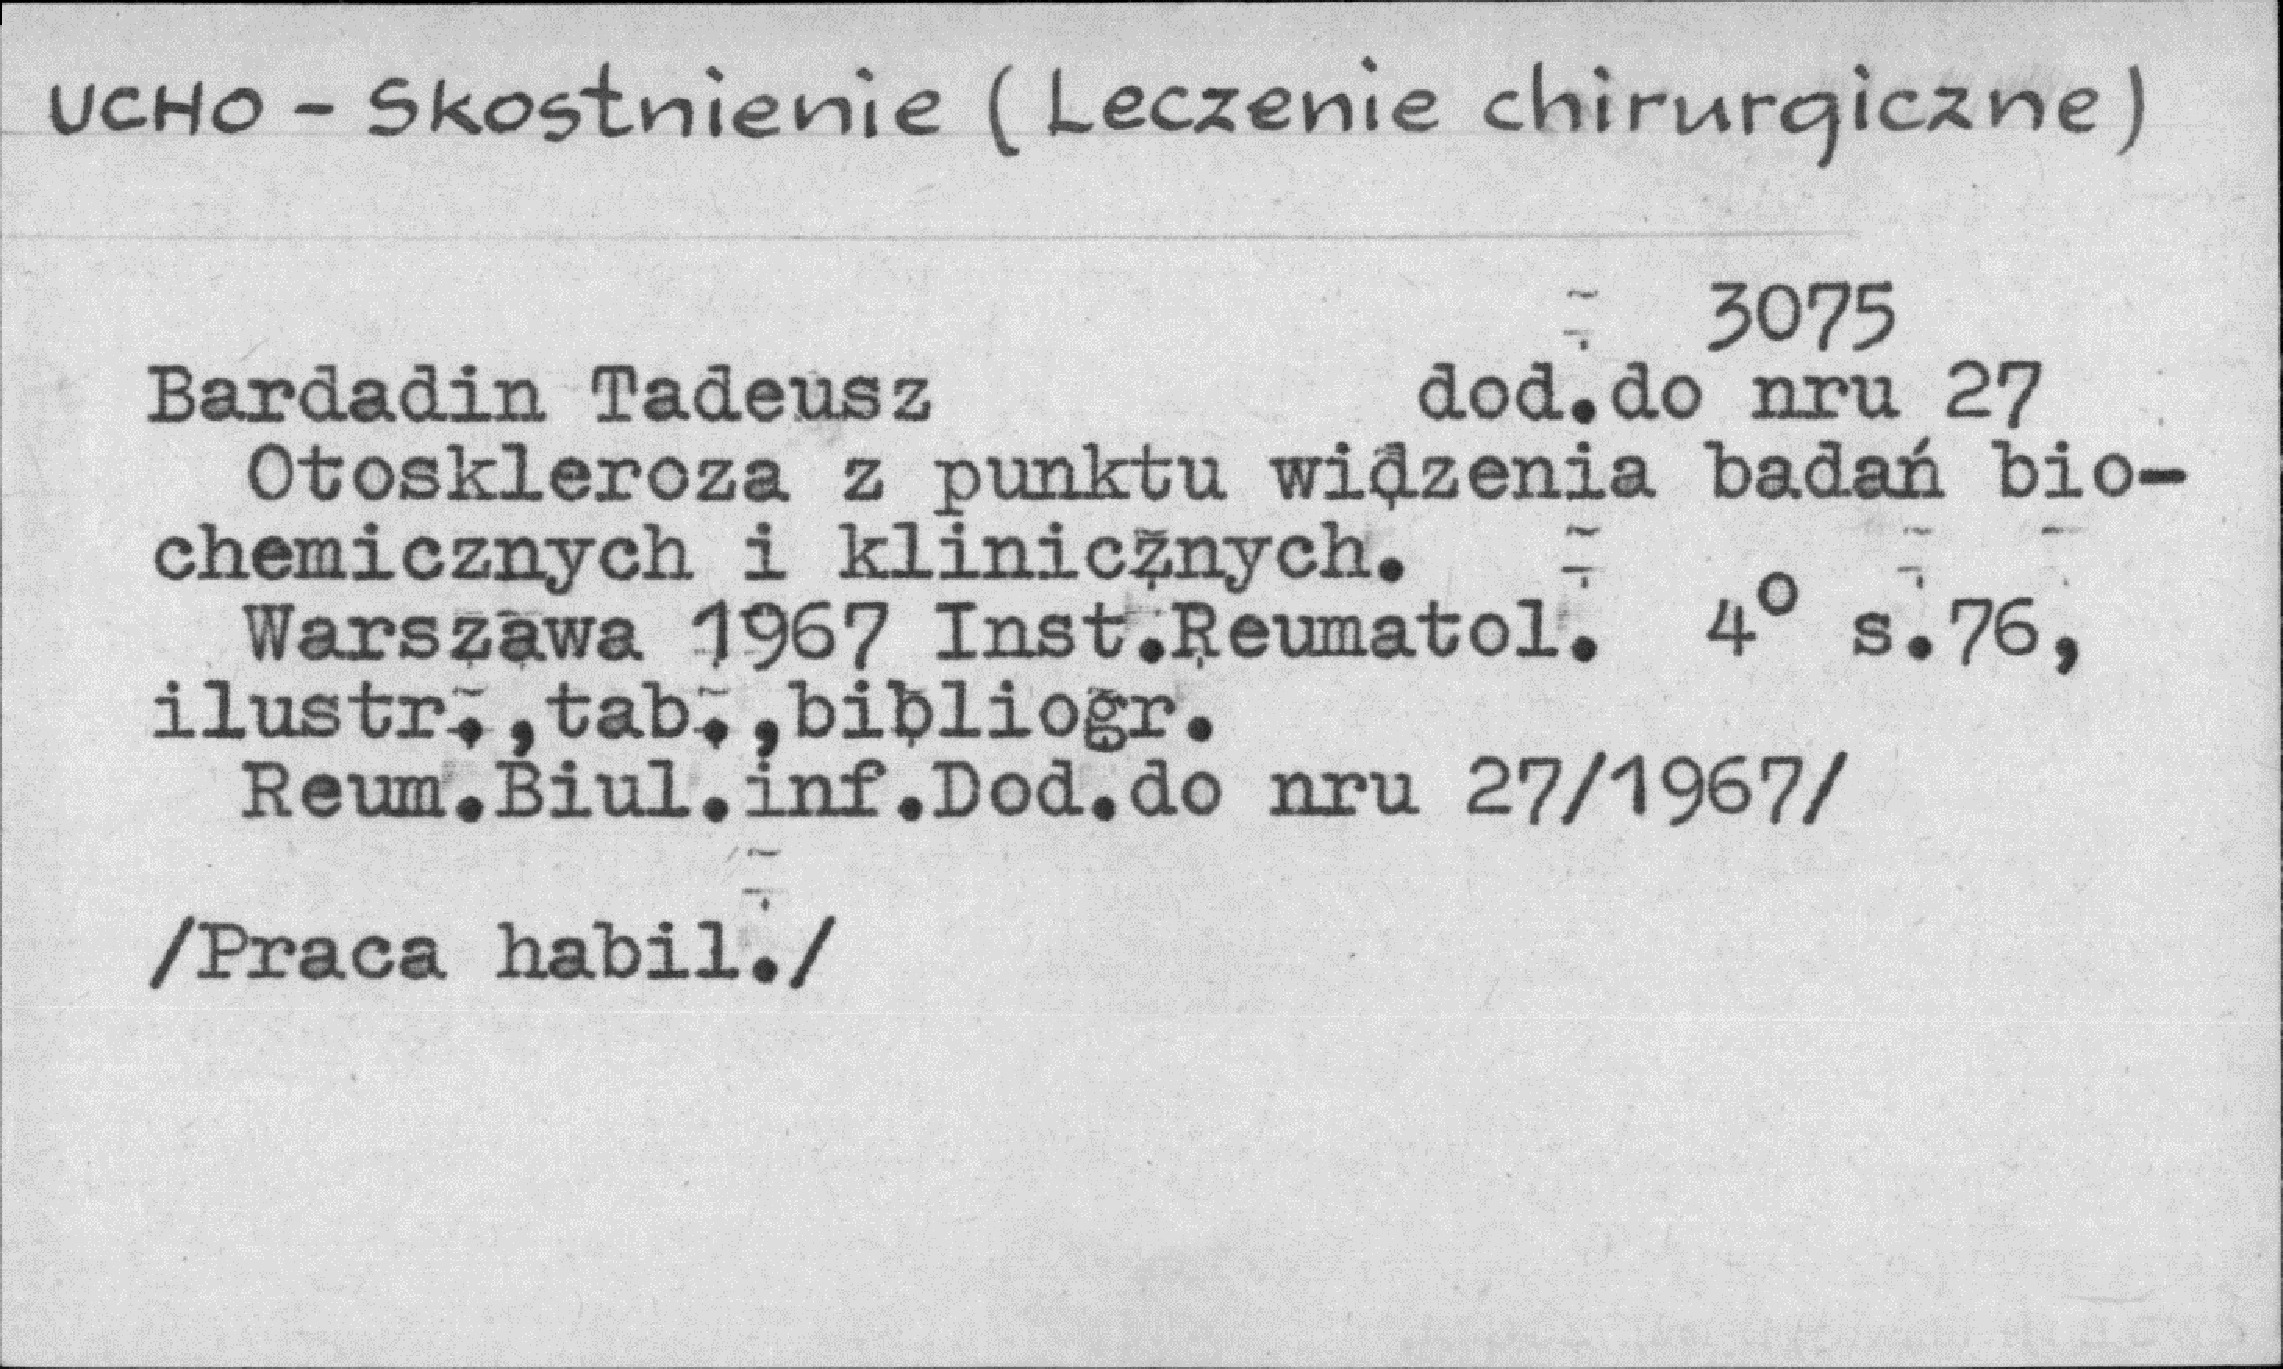 UCHO - Skostnienie (Leczenie chirurgiczne)
3075
Bardadin Tadeusz dod.do nru 27
Otoskleroza z punktu widzenia badań bio-
chemicznych i klinicznych.
Warszawa 1967 Inst.Reumatol. 4° s.76,
ilustr.,tab.,bibliogr.
Reum.Biul.inf.Dod.do nru 27/1967/
/Praca habil./